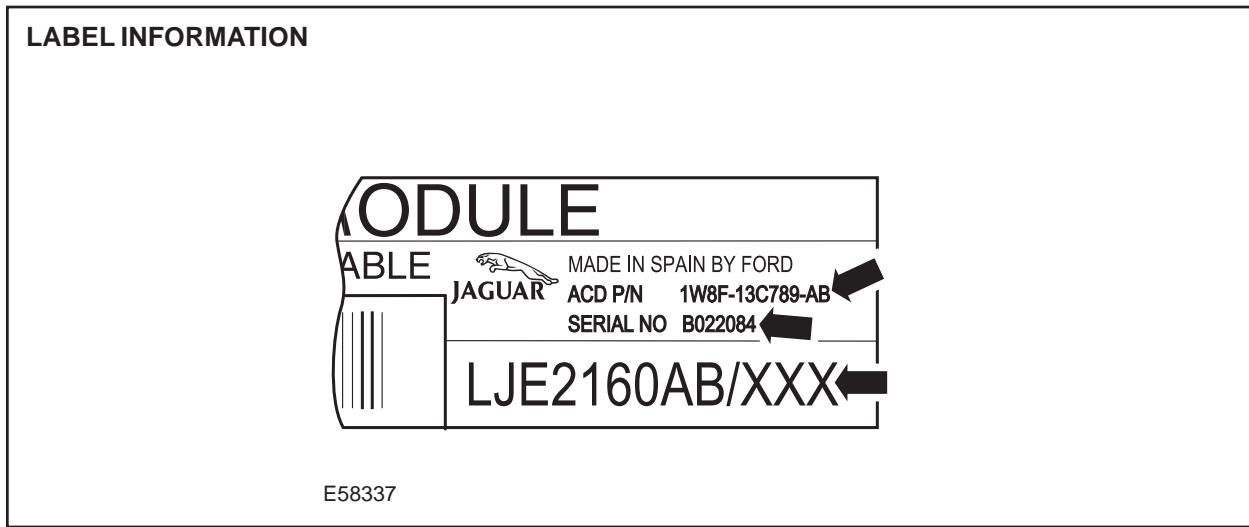 LABEL INFORMATION
ODULE
ABLE
JAGUAR
MADE IN SPAIN BY FORD
ACD P/N 1W8F-13C789-AB
SERIAL NO B022084
LJE2160AB/XXX
E58337